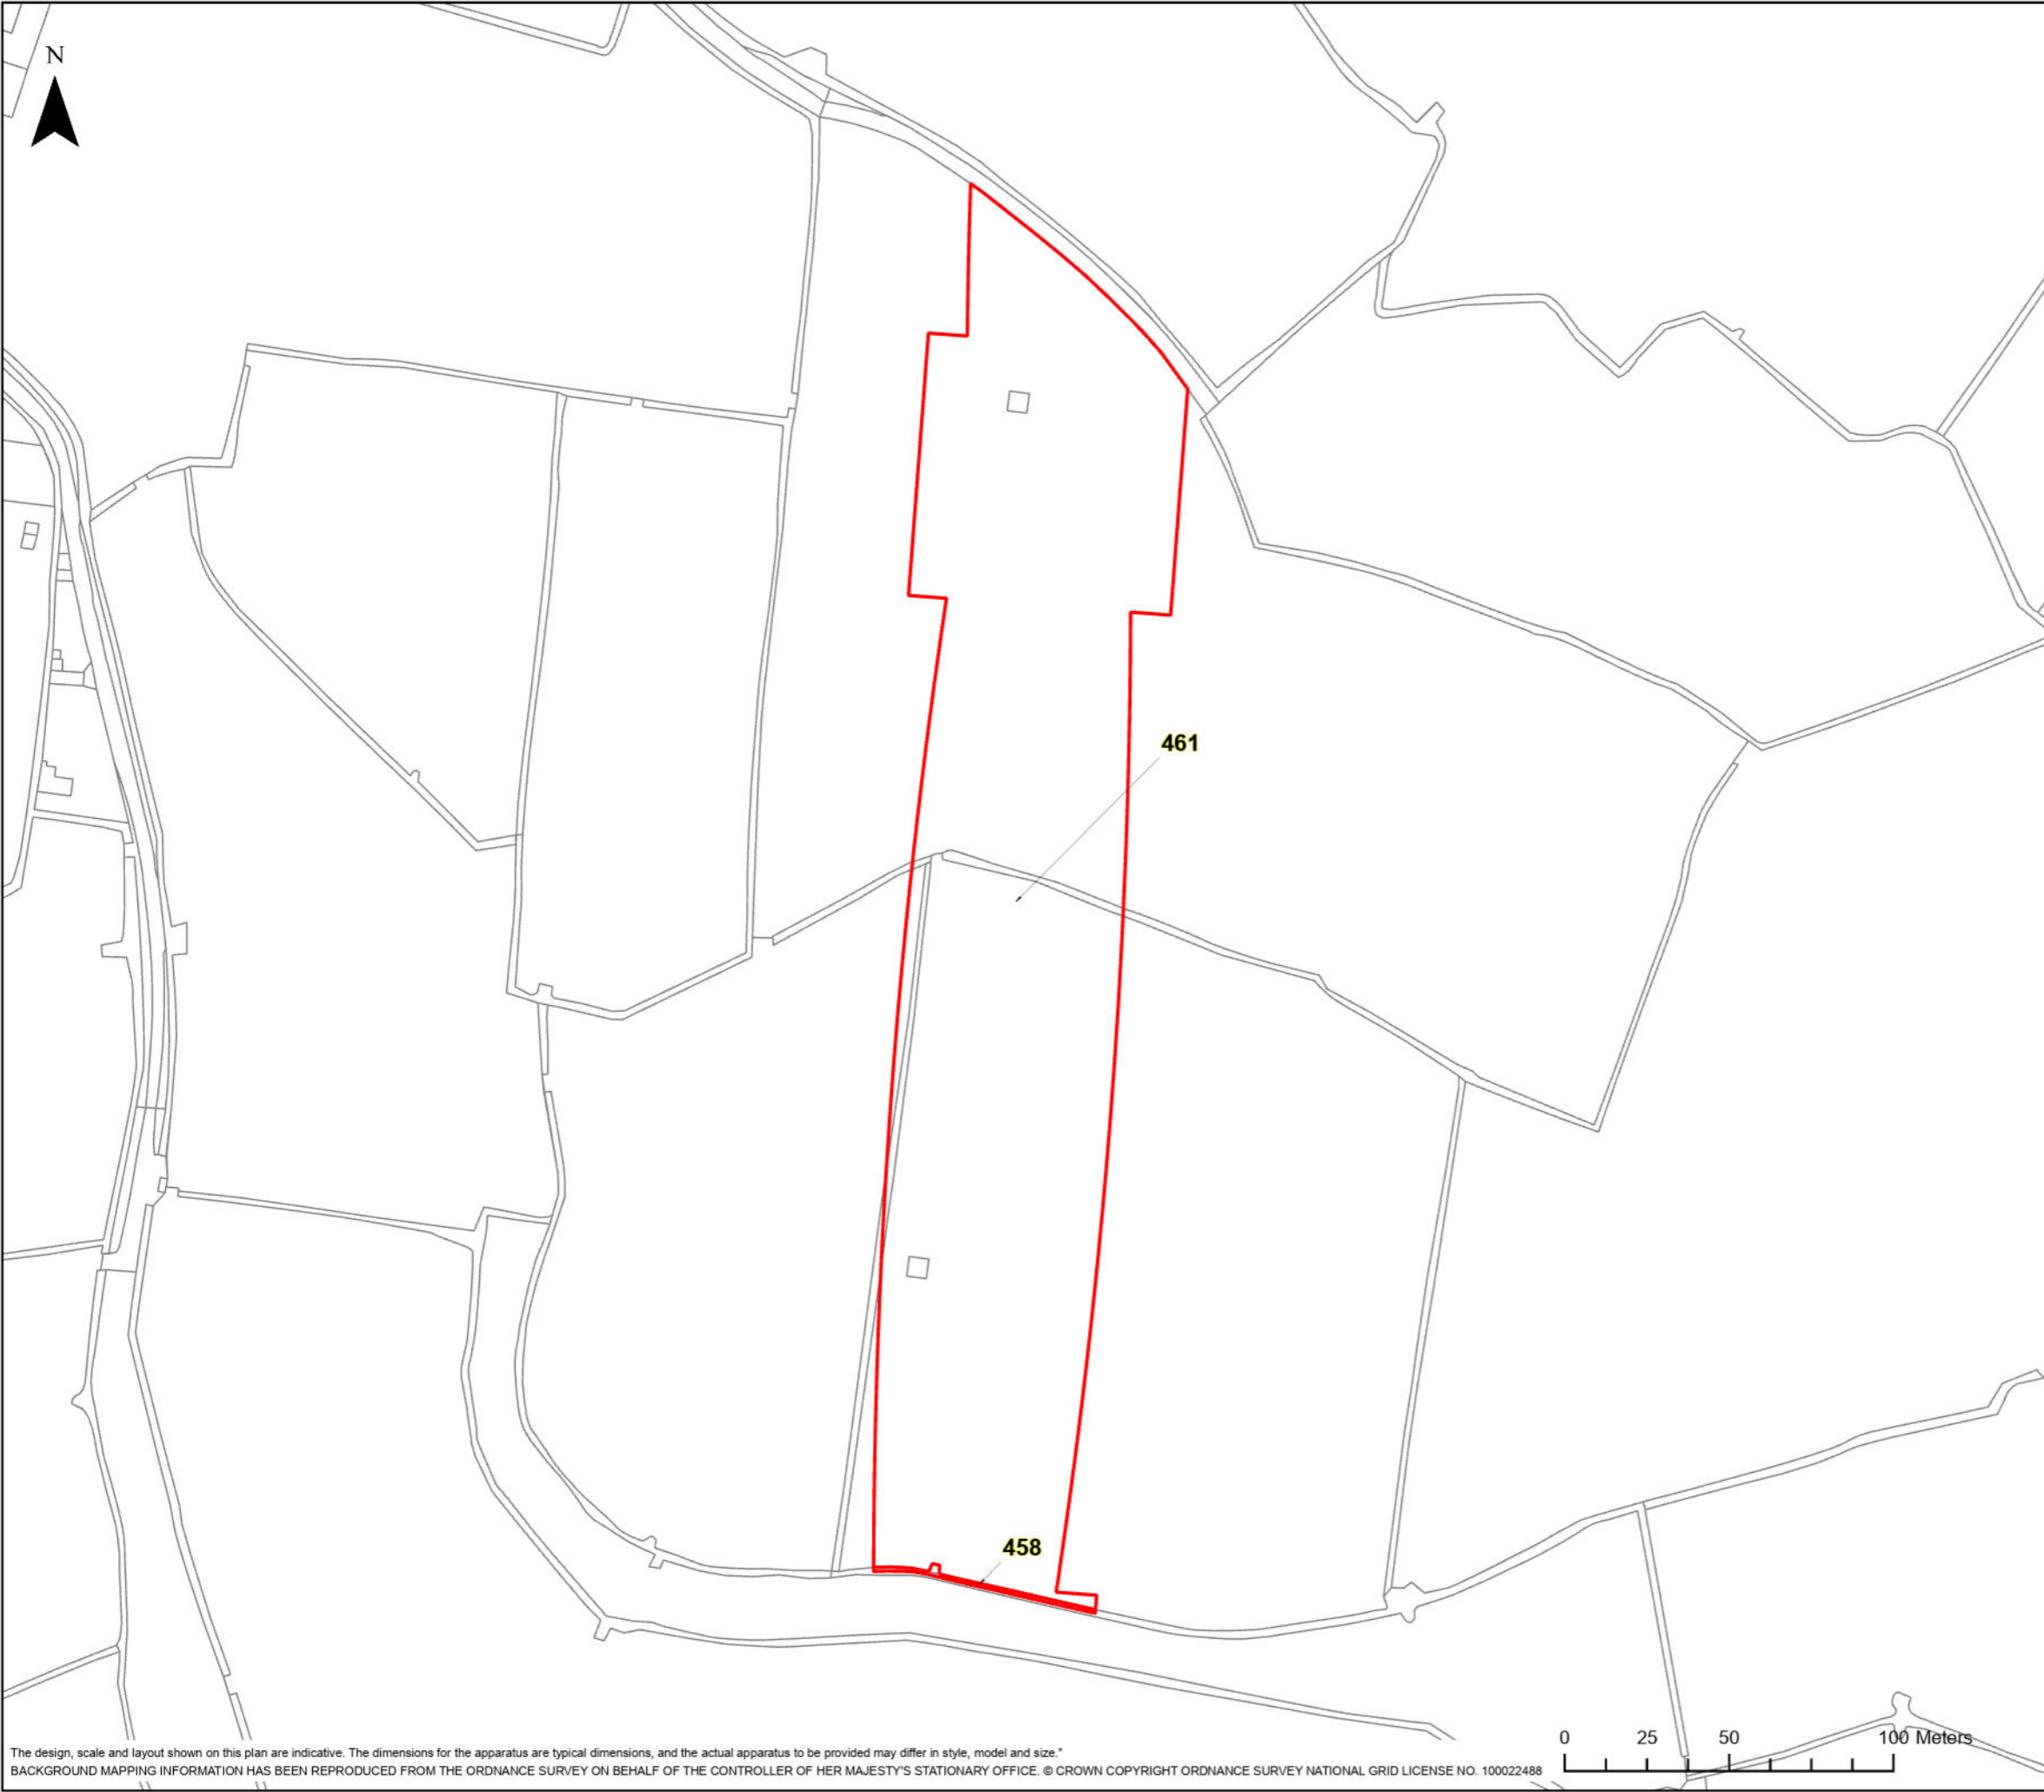 N
461
458
0 25 50 100 Meters
The design, scale and layout shown on this plan are indicative. The dimensions for the apparatus are typical dimensions, and the actual apparatus to be provided may differ in style, model and size."
BACKGROUND MAPPING INFORMATION HAS BEEN REPRODUCED FROM THE ORDNANCE SURVEY ON BEHALF OF THE CONTROLLER OF HER MAJESTY'S STATIONARY OFFICE. © CROWN COPYRIGHT ORDNANCE SURVEY NATIONAL GRID LICENSE NO. 100022488